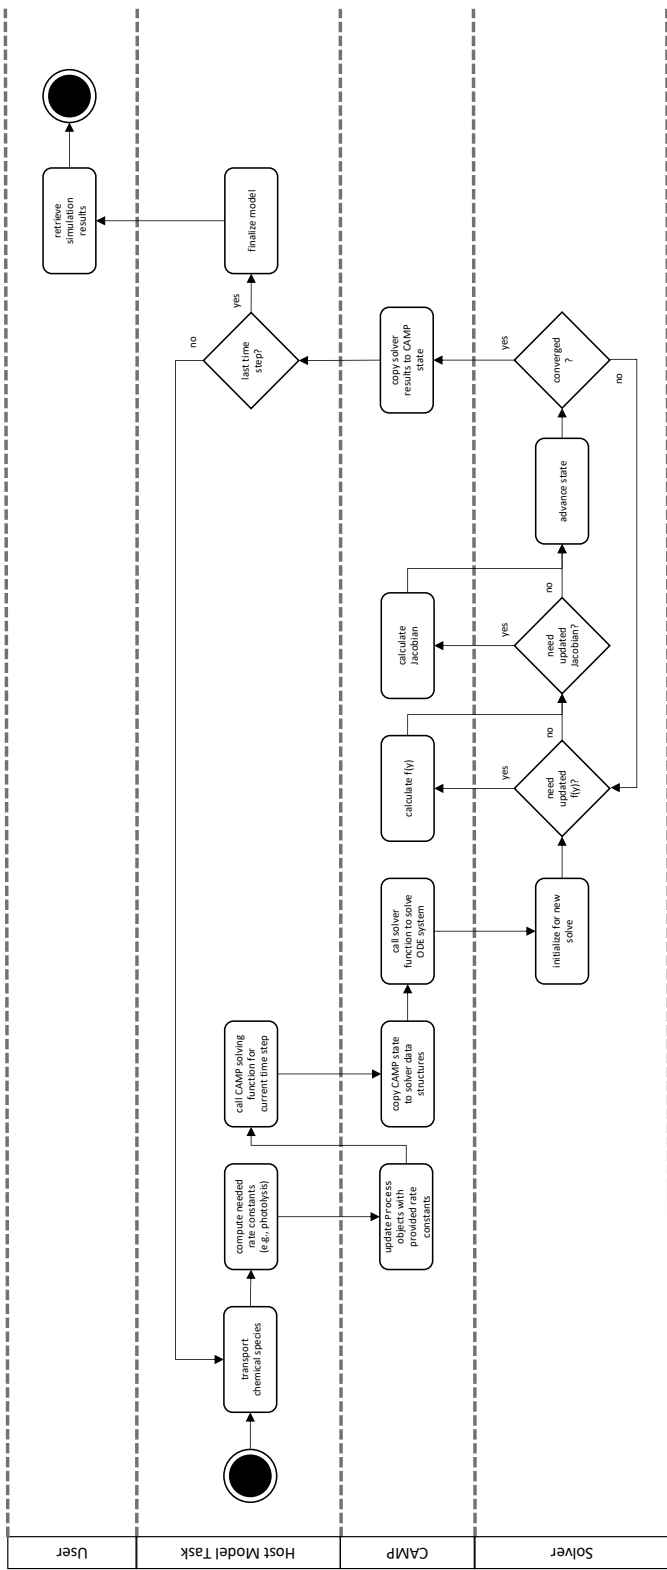 User
Host Model Task
CAMP
Solver
transport
chemical species
compute needed
rate constants
(e.g., photolysis)
update Process
objects with
provided rate
constants
call CAMP solving
function for
current time step
copy CAMP state
to solver data
structures
call solver
function to solve
ODE system
initialize for new
solve
need
updated
f(y)?
yes
no
calculate f(y)
need
updated
Jacobian?
yes
no
calculate
Jacobian
advance state
converged
?
yes
no
copy solver
results to CAMP
state
last time
step?
no
yes
finalize model
retrieve
simulation
results